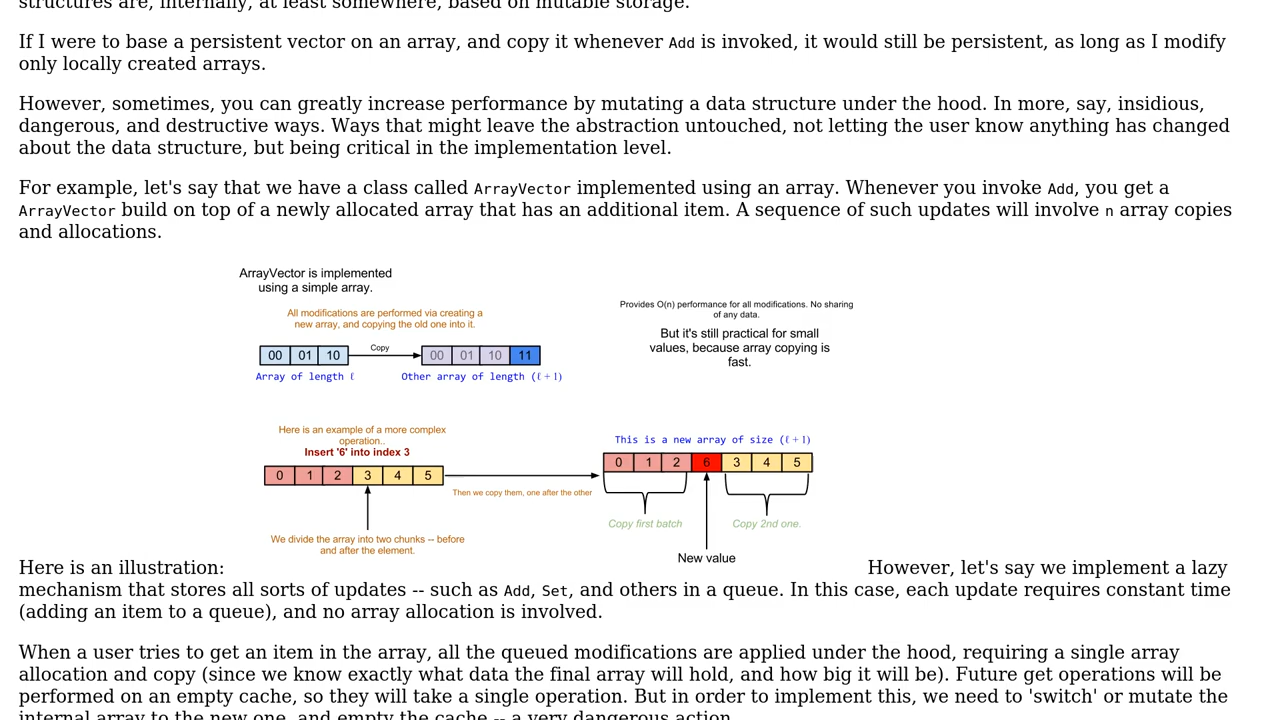 structures are, internally, at least somewhere, based on mutable storage.
If I were to base a persistent vector on an array, and copy it whenever Add is invoked, it would still be persistent, as long as I modify
only locally created arrays.
However, sometimes, you can greatly increase performance by mutating a data structure under the hood. In more, say, insidious,
dangerous, and destructive ways. Ways that might leave the abstraction untouched, not letting the user know anything has changed
about the data structure, but being critical in the implementation level.
For example, let's say that we have a class called ArrayVector implemented using an array. Whenever you invoke Add, you get a
ArrayVector build on top of a newly allocated array that has an additional item. A sequence of such updates will involve n array copies
and allocations.
ArrayVector is implemented
using a simple array.
All modifications are performed via creating a
new array, and copying the old one into it.
00 01 10
Copy
00 01 10 11
Array of length ℓ
Other array of length (ℓ+1)
Provides O(n) performance for all modifications. No sharing
of any data.
But it's still practical for small
values, because array copying is
fast.
Here is an example of a more complex
operation..
Insert '6' into index 3
0 1 2 3 4 5
Then we copy them, one after the other
We divide the array into two chunks -- before
and after the element.
This is a new array of size (ℓ+1)
0 1 2 6 3 4 5
Copy first batch
Copy 2nd one.
New value
Here is an illustration:
However, let's say we implement a lazy
mechanism that stores all sorts of updates -- such as Add, Set, and others in a queue. In this case, each update requires constant time
(adding an item to a queue), and no array allocation is involved.
When a user tries to get an item in the array, all the queued modifications are applied under the hood, requiring a single array
allocation and copy (since we know exactly what data the final array will hold, and how big it will be). Future get operations will be
performed on an empty cache, so they will take a single operation. But in order to implement this, we need to 'switch' or mutate the
internal array to the new one, and empty the cache -- a very dangerous action.